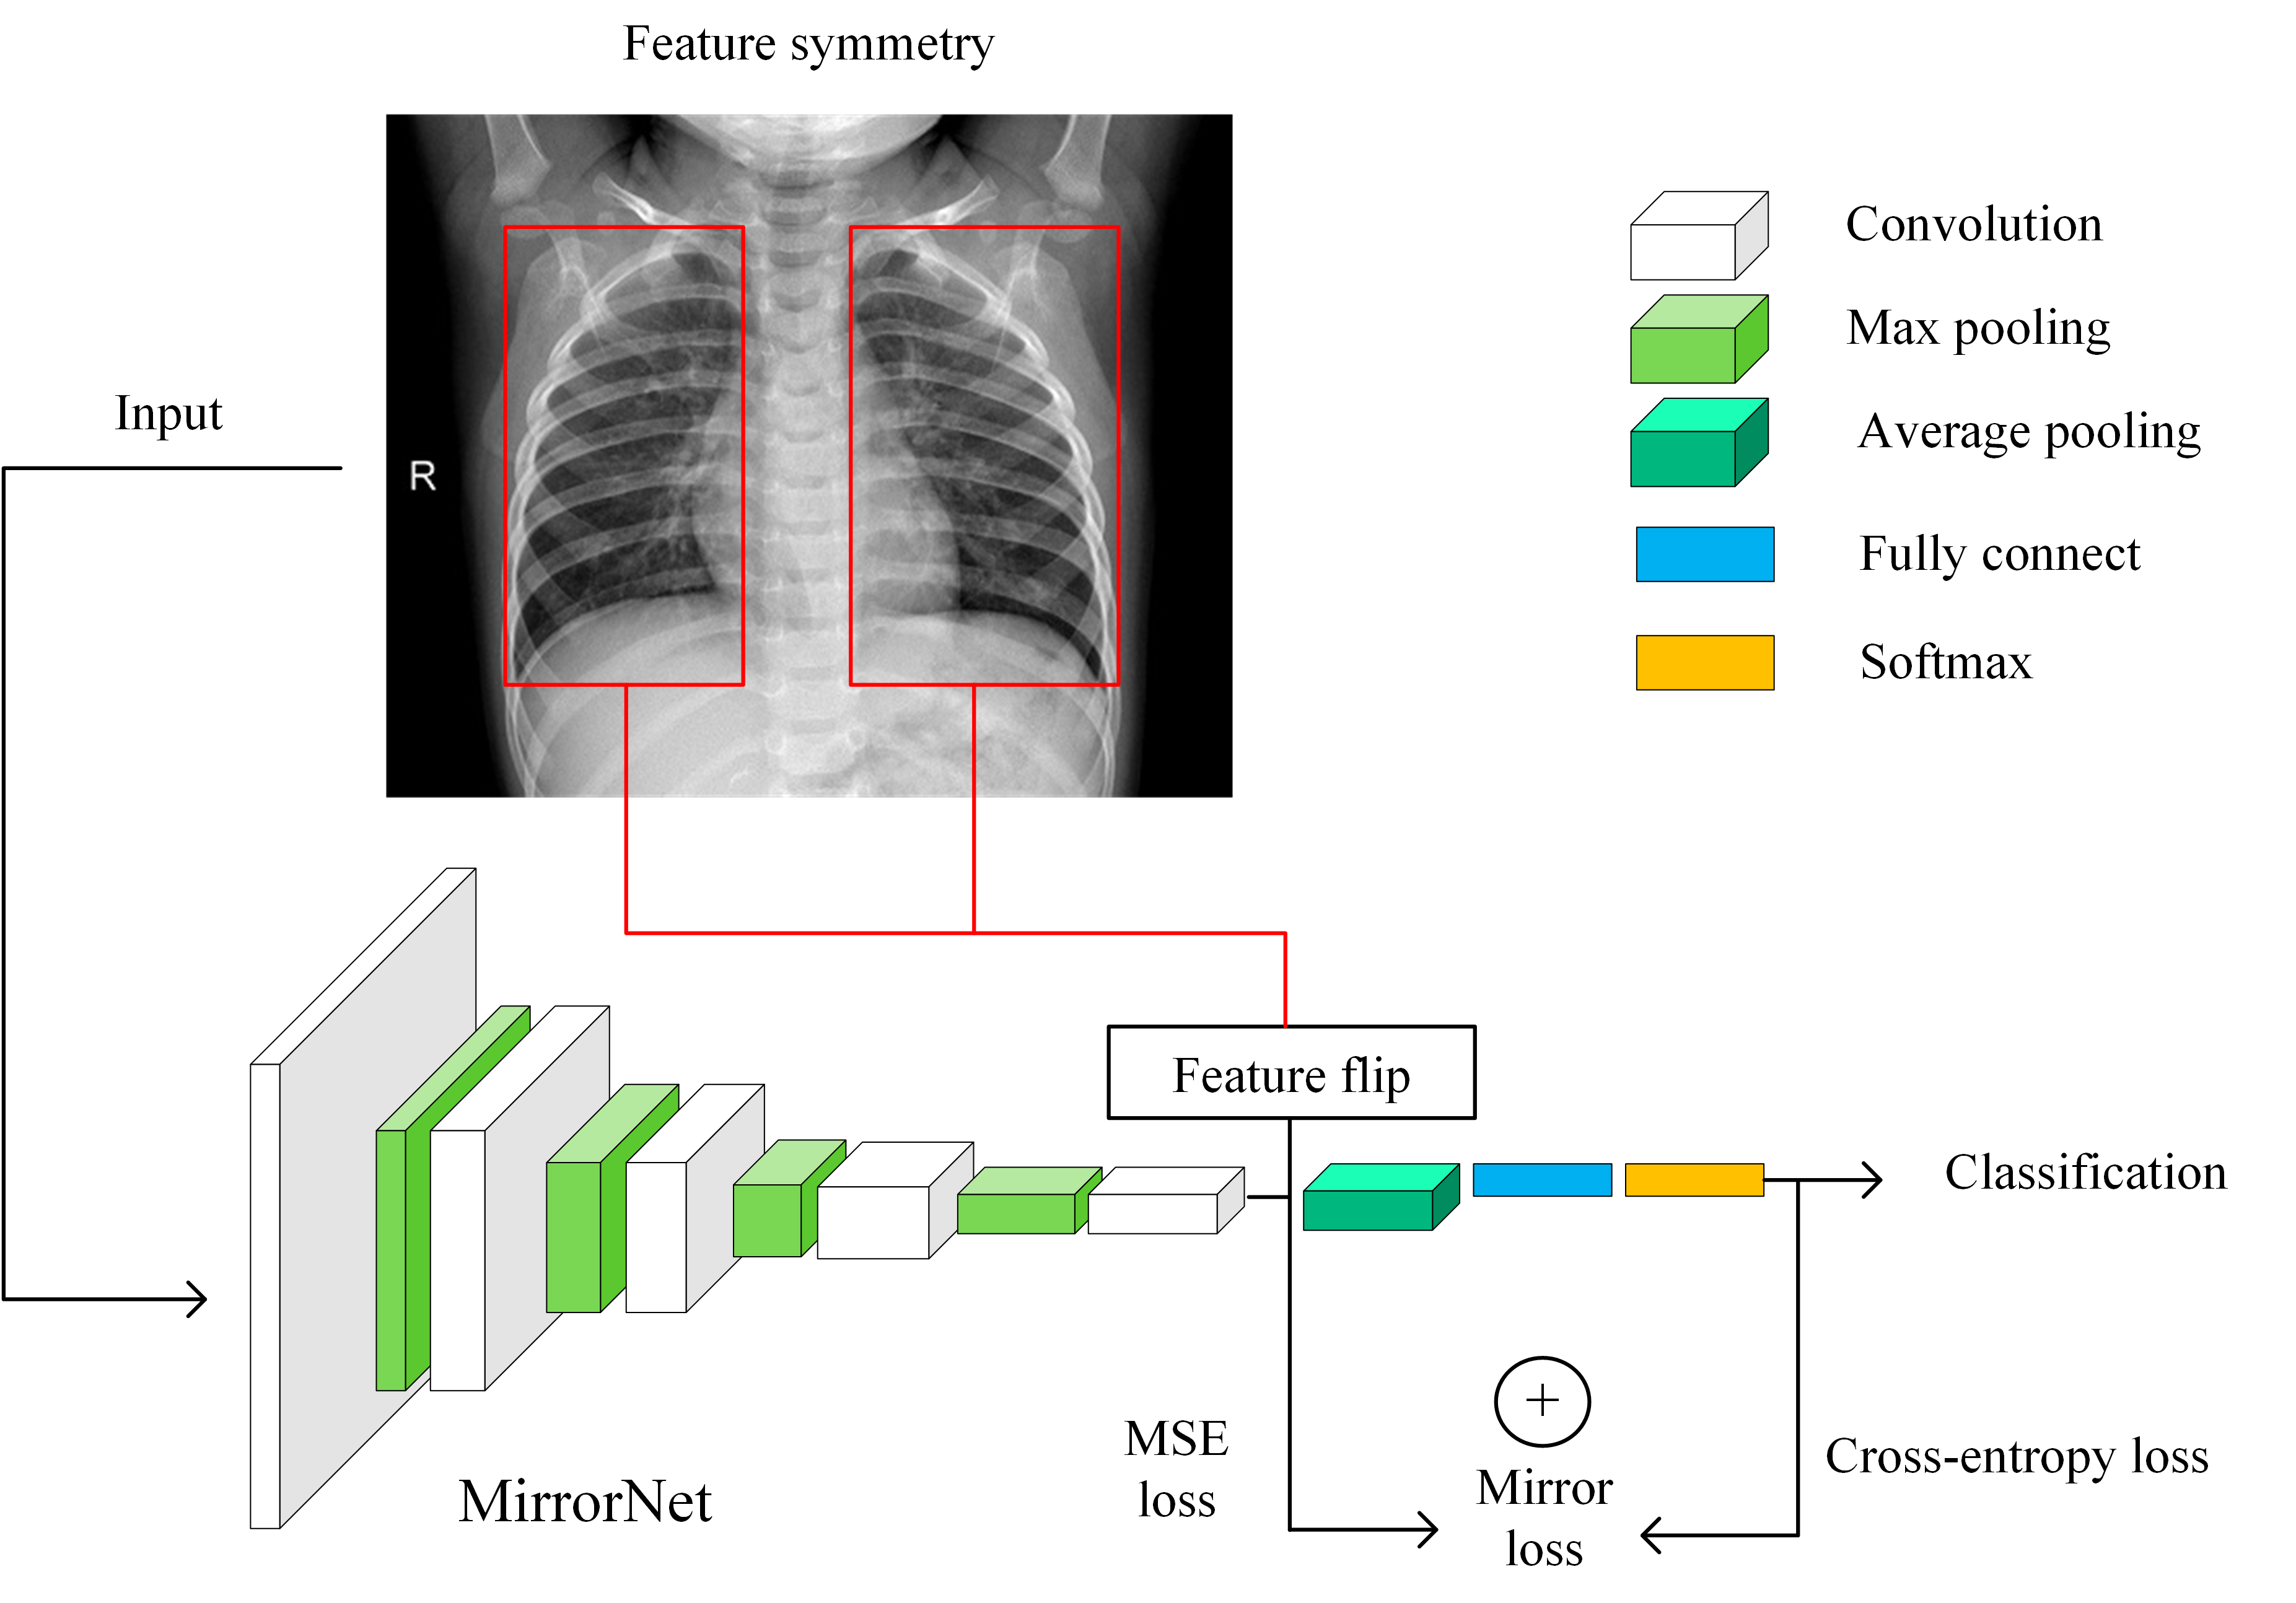 Feature symmetry
Input
R
Convolution
Max pooling
Average pooling
Fully connect
Softmax
Feature flip
Classification
MirrorNet
MSE
loss
+
Mirror
loss
Cross-entropy loss